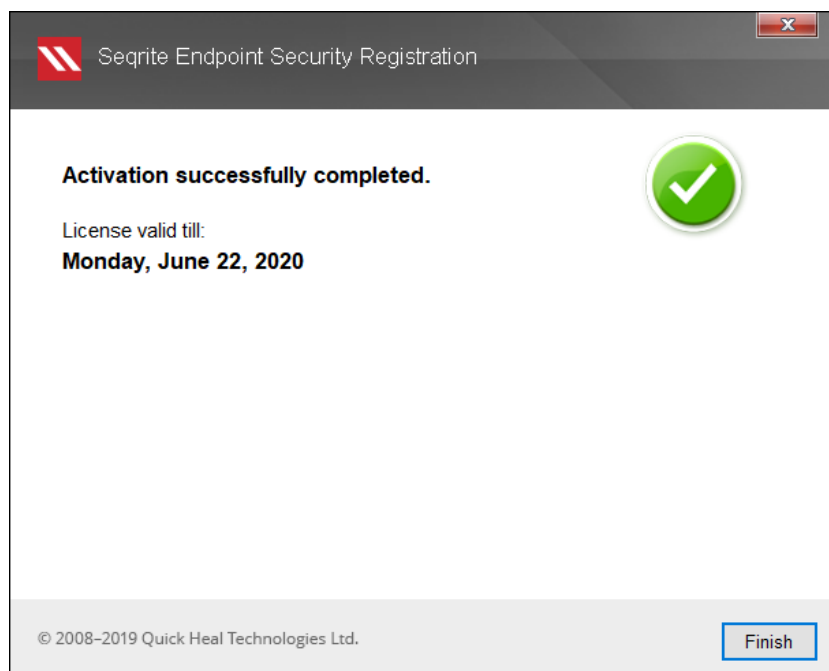 Seqrite Endpoint Security Registration
Activation successfully completed.
License valid till:
Monday, June 22, 2020
© 2008–2019 Quick Heal Technologies Ltd.
Finish